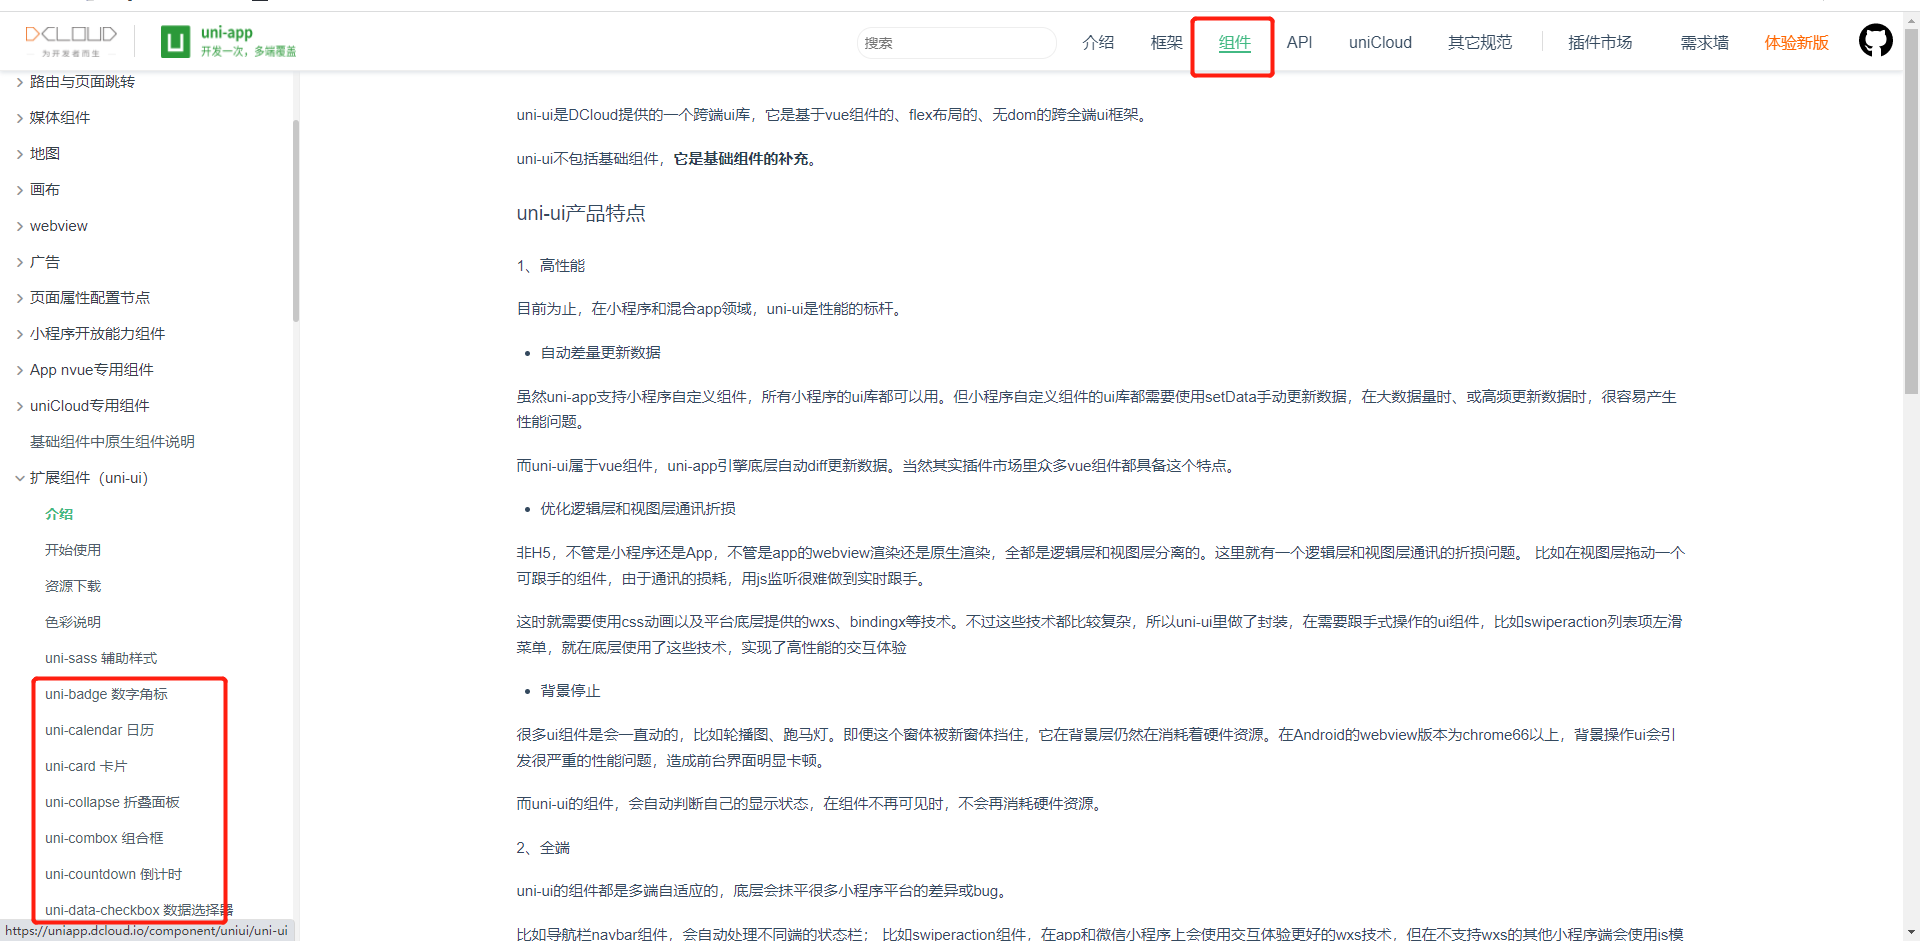 DCLOUD
为开发者而生
uni-app
开发一次，多端覆盖
搜索
介绍
框架
组件
API
uniCloud
其它规范
插件市场
需求墙
体验新版
路由与页面跳转
媒体组件
地图
画布
webview
广告
页面属性配置节点
小程序开放能力组件
App nvue专用组件
uniCloud专用组件
基础组件中原生组件说明
扩展组件（uni-ui）
介绍
开始使用
资源下载
色彩说明
uni-sass 辅助样式
uni-badge 数字角标
uni-calendar 日历
uni-card 卡片
uni-collapse 折叠面板
uni-combox 组合框
uni-countdown 倒计时
uni-data-checkbox 数据选择器
https://uniapp.dcloud.io/component/uniui/uni-ui
uni-ui是DCloud提供的一个跨端ui库，它是基于vue组件的、flex布局的、无dom的跨全端ui框架。
uni-ui不包括基础组件，它是基础组件的补充。
uni-ui产品特点
1、高性能
目前为止，在小程序和混合app领域，uni-ui是性能的标杆。
• 自动差量更新数据
虽然uni-app支持小程序自定义组件，所有小程序的ui库都可以用。但小程序自定义组件的ui库都需要使用setData手动更新数据，在大数据量时、或高频更新数据时，很容易产生
性能问题。
而uni-ui属于vue组件，uni-app引擎底层自动diff更新数据。当然其实插件市场里众多vue组件都具备这个特点。
• 优化逻辑层和视图层通讯折损
非H5，不管是小程序还是App，不管是app的webview渲染还是原生渲染，全都是逻辑层和视图层分离的。这里就有一个逻辑层和视图层通讯的折损问题。 比如在视图层拖动一个
可跟手的组件，由于通讯的损耗，用js监听很难做到实时跟手。
这时就需要使用css动画以及平台底层提供的wxs、bindingx等技术。不过这些技术都比较复杂，所以uni-ui里做了封装，在需要跟手式操作的ui组件，比如swiperaction列表项左滑
菜单，就在底层使用了这些技术，实现了高性能的交互体验
• 背景停止
很多ui组件是会一直动的，比如轮播图、跑马灯。即便这个窗体被新窗体挡住，它在背景层仍然在消耗着硬件资源。在Android的webview版本为chrome66以上，背景操作ui会引
发很严重的性能问题，造成前台界面明显卡顿。
而uni-ui的组件，会自动判断自己的显示状态，在组件不再可见时，不会再消耗硬件资源。
2、全端
uni-ui的组件都是多端自适应的，底层会抹平很多小程序平台的差异或bug。
比如导航栏navbar组件，会自动处理不同端的状态栏； 比如swiperaction组件，在app和微信小程序上会使用交互体验更好的wxs技术，但在不支持wxs的其他小程序端会使用js模